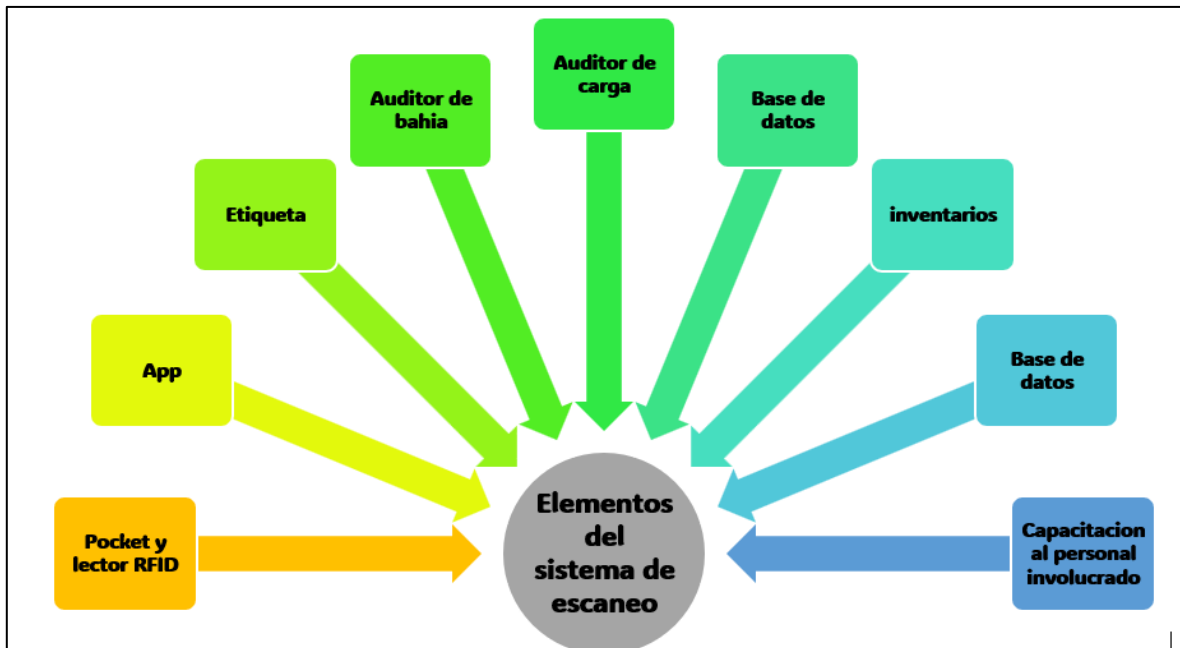 Auditor de
carga
Auditor de
bahia
Base de
datos
Etiqueta
inventarios
App
Base de
datos
Pocket y
lector RFID
Elementos
del
sistema de
escaneo
Capacitacion
al personal
involucrado